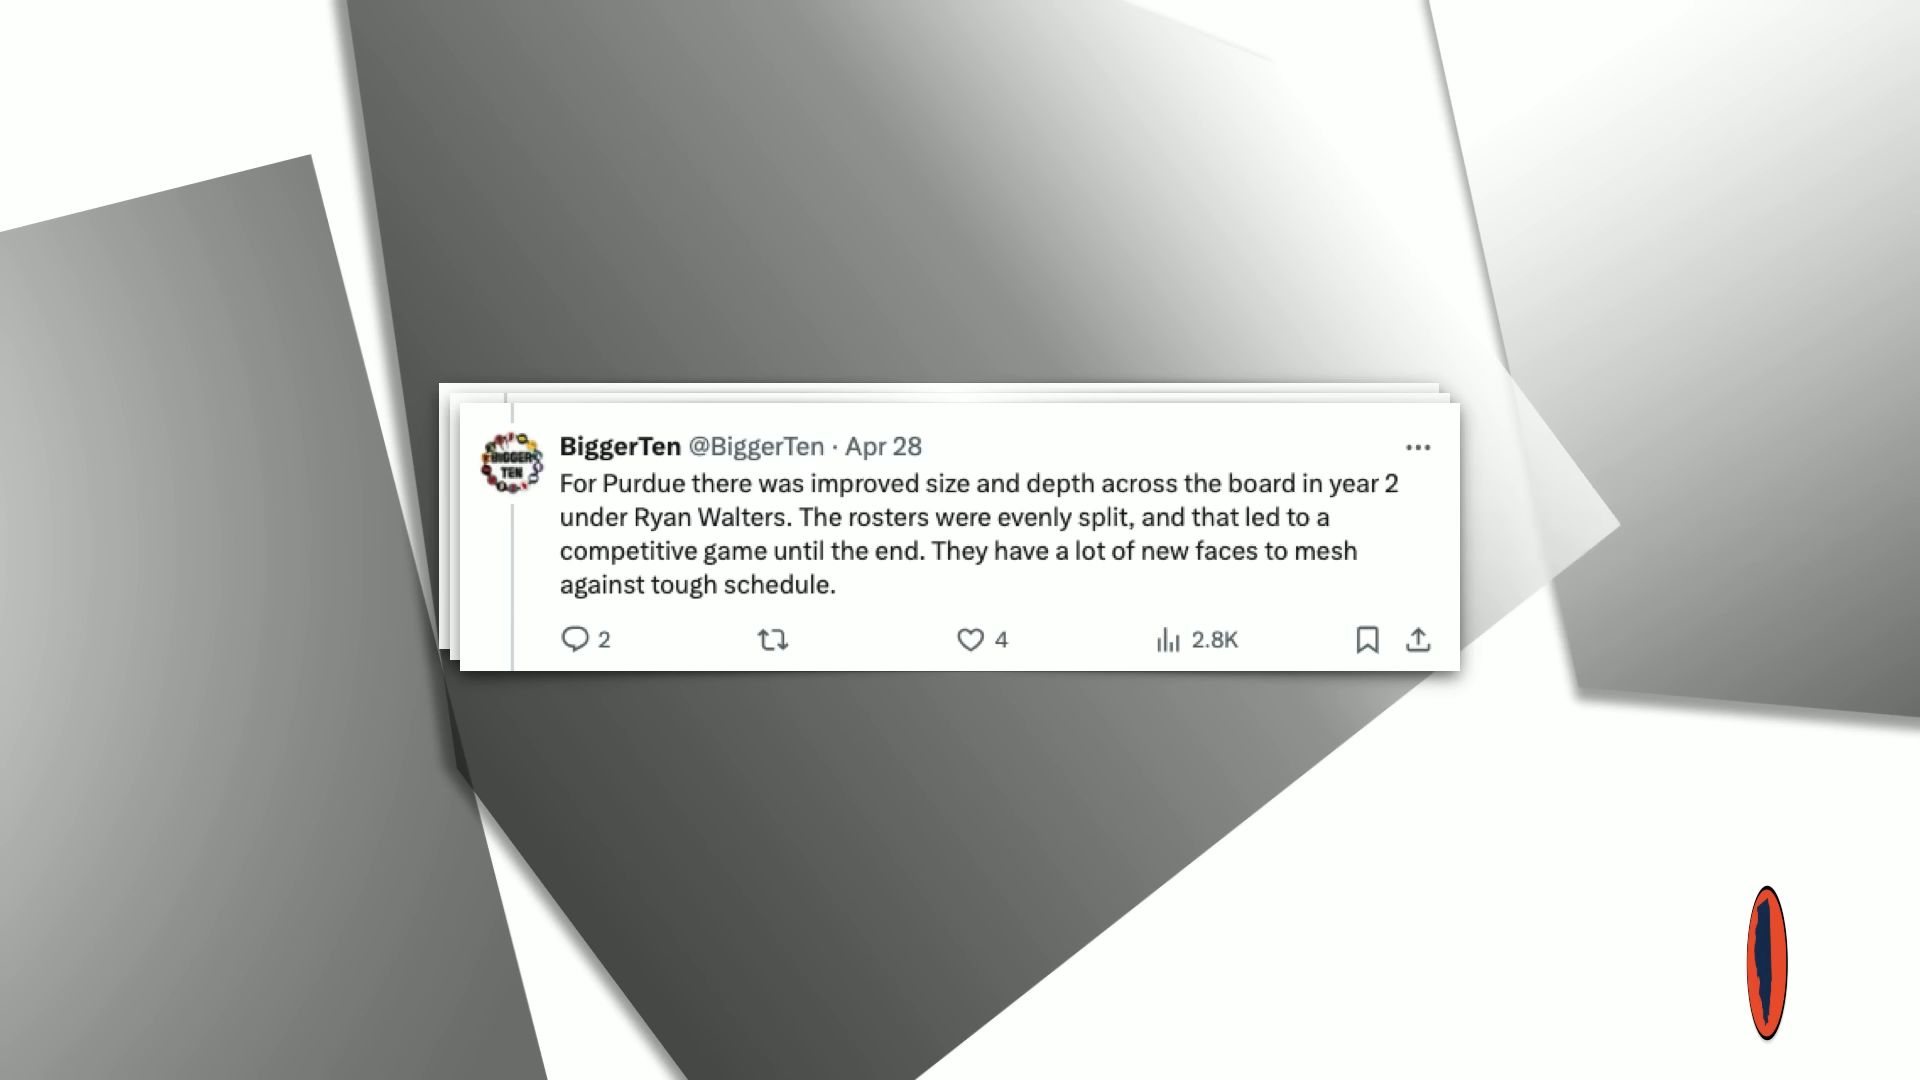 BIGGER
TEN
BiggerTen @BiggerTen · Apr 28
For Purdue there was improved size and depth across the board in year 2
under Ryan Walters. The rosters were evenly split, and that led to a
competitive game until the end. They have a lot of new faces to mesh
against tough schedule.
2 4 2.8K